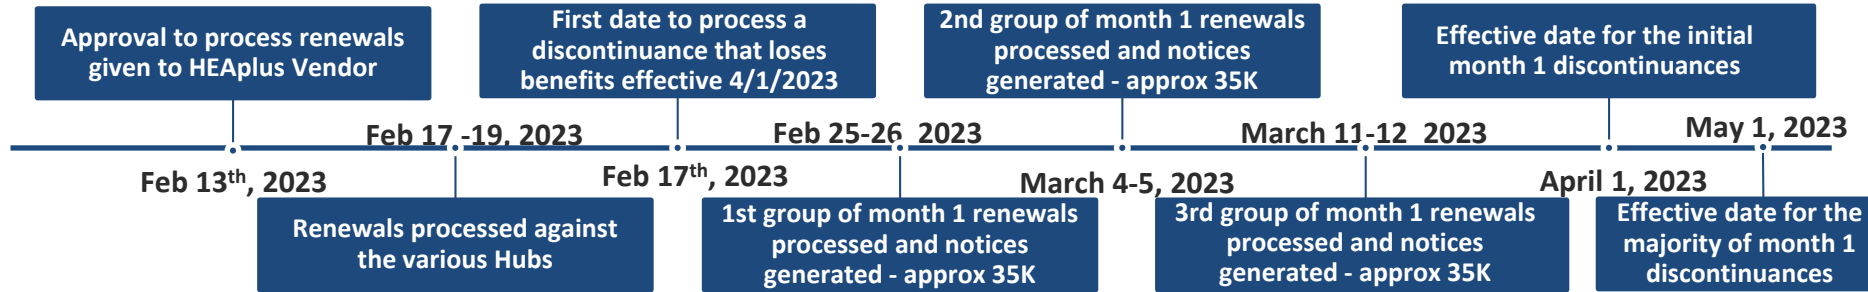 Approval to process renewals
given to HEAplus Vendor
Feb 13th, 2023
Feb 17 -19, 2023
Renewals processed against
the various Hubs
First date to process a
discontinuance that loses
benefits effective 4/1/2023
Feb 17th, 2023
Feb 25-26 2023
1st group of month 1 renewals
processed and notices
generated - approx 35K
2nd group of month 1 renewals
processed and notices
generated - approx 35K
March 4-5, 2023
March 11-12 2023
3rd group of month 1 renewals
processed and notices
generated - approx 35K
Effective date for the initial
month 1 discontinuances
April 1, 2023
May 1, 2023
Effective date for the
majority of month 1
discontinuances